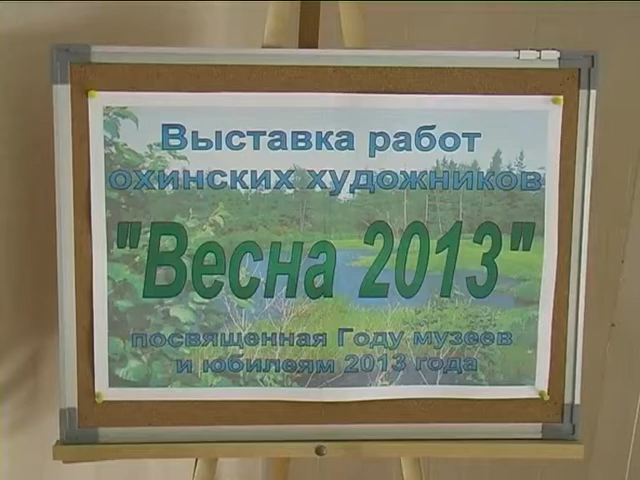 Выставка работ
охинских художников
"Весна 2013"
посвященная Году музеев
и юбилеям 2013 года